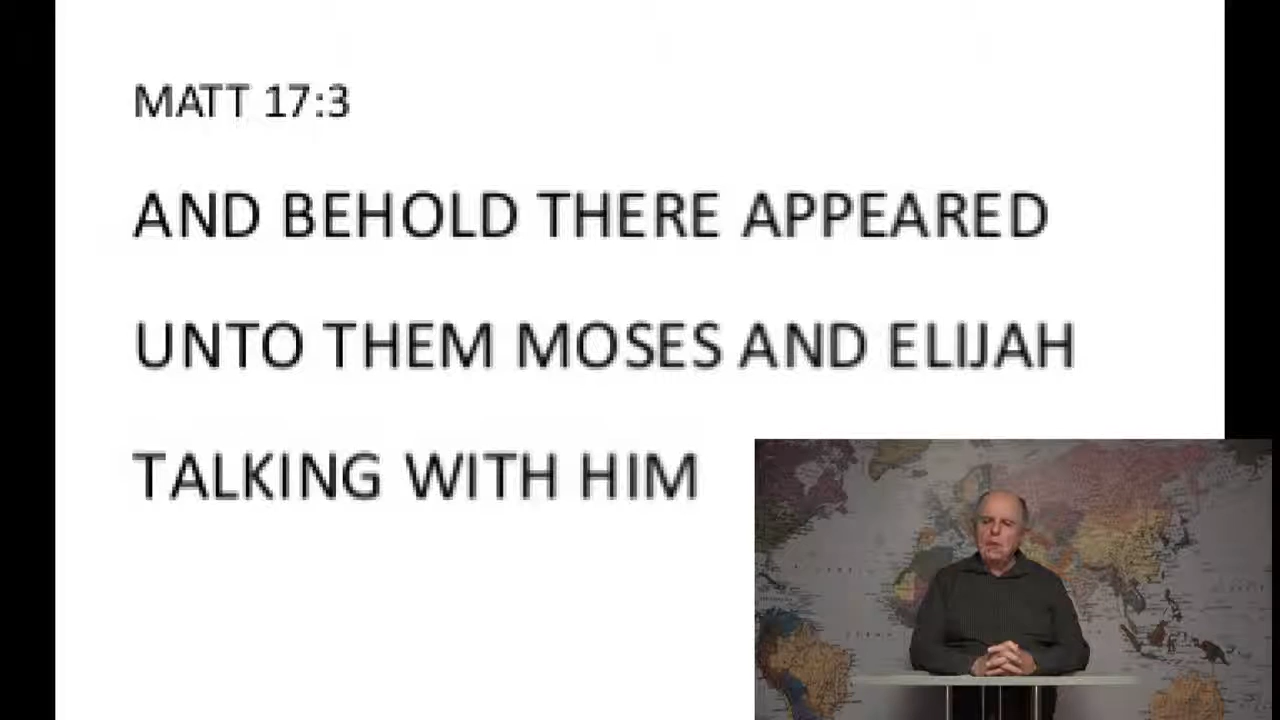 MATT 17:3
AND BEHOLD THERE APPEARED
UNTO THEM MOSES AND ELIJAH
TALKING WITH HIM